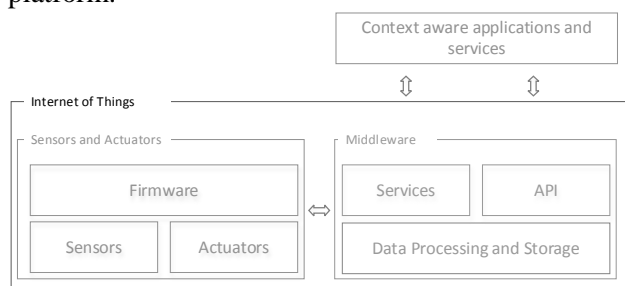 platform.
Context aware applications and
services
Internet of Things
Sensors and Actuators
Middleware
Firmware
Services
API
Sensors
Actuators
Data Processing and Storage